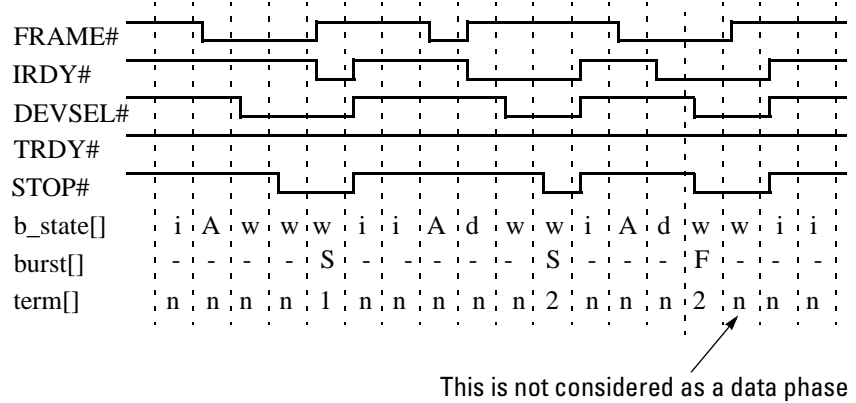 FRAME#
IRDY#
DEVSEL#
TRDY#
STOP#
b_state[] i A w w w i i A d w w i A d w w i i
burst[] - - - - S - - - - - S - - - F - - -
term[] n n n n 1 n n n n n 2 n n n 2 n n n
This is not considered as a data phase